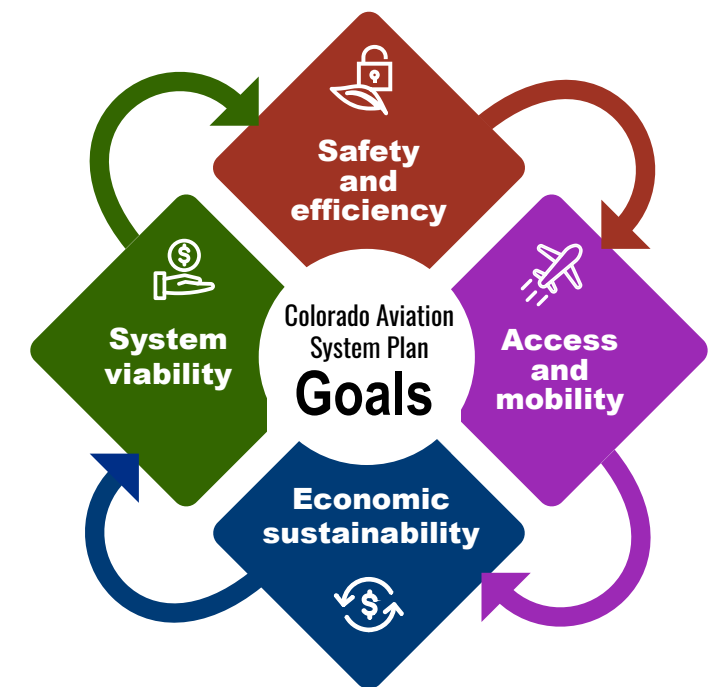 Safety
and
efficiency
Colorado Aviation
System Plan
Goals
System
viability
Access
and
mobility
Economic
sustainability